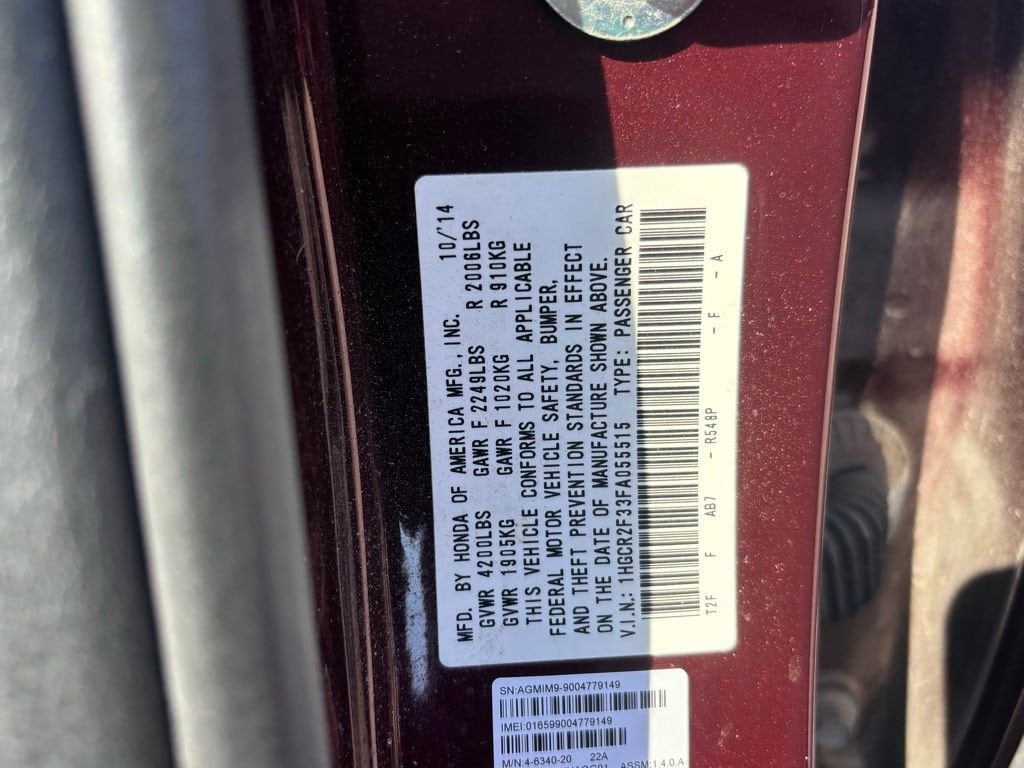 MFD. BY HONDA OF AMERICA MFG., INC. 10/'14
GVWR 4200LBS GAWR F 2249LBS R 2006LBS
GVWR 1905KG GAWR F 1020KG R 910KG
THIS VEHICLE CONFORMS TO ALL APPLICABLE
FEDERAL MOTOR VEHICLE SAFETY, BUMPER,
AND THEFT PREVENTION STANDARDS IN EFFECT
ON THE DATE OF MANUFACTURE SHOWN ABOVE.
V.I.N.: 1HGCR2F33FA055515 TYPE: PASSENGER CAR
T2F F AB7 - R548P - F - A
SN:AGMIM9-9004779149
IMEI:016599004779149
M/N:4-6340-20 22A
ASSM:1.4.0.A